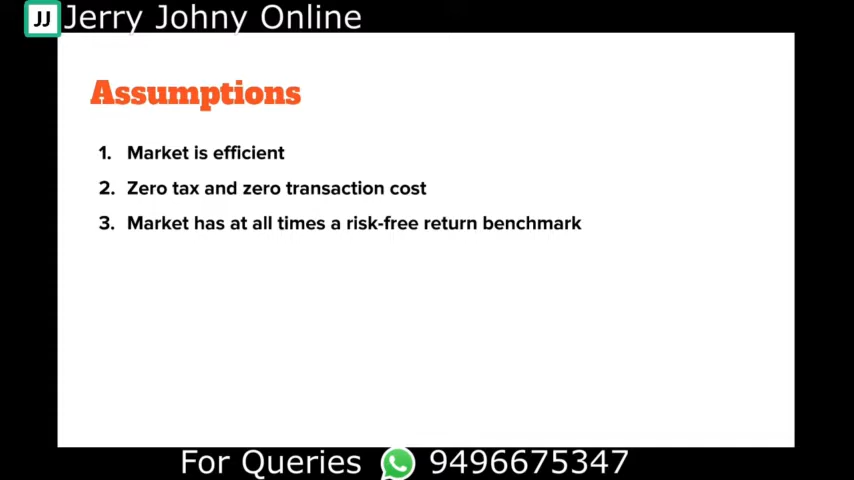 JJ Jerry Johny Online
Assumptions
1. Market is efficient
2. Zero tax and zero transaction cost
3. Market has at all times a risk-free return benchmark
For Queries 9496675347